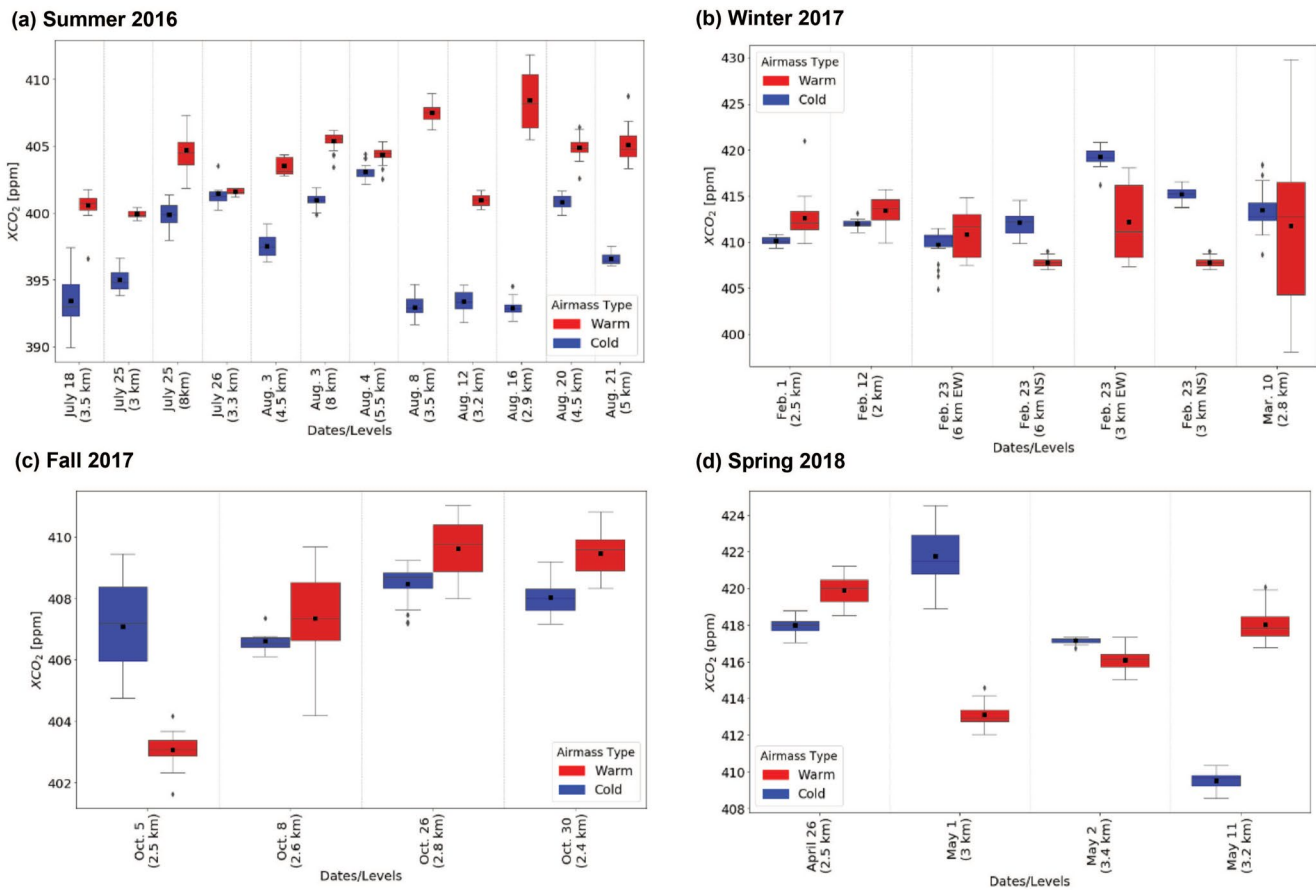 (a) Summer 2016
XCO2 [ppm]
410
405
400
395
390
Airmass Type
Warm
Cold
July 18
(3.5 km)
July 25
(3 km)
July 25
(8km)
July 26
(3.3 km)
Aug. 3
(4.5 km)
Aug. 3
(8 km)
Aug. 4
(5.5 km)
Aug. 8
(3.5 km)
Aug. 12
(3.2 km)
Aug. 16
(2.9 km)
Aug. 20
(4.5 km)
Aug. 21
(5 km)
Dates/Levels
(b) Winter 2017
XCO2 [ppm]
430
425
420
415
410
405
400
Airmass Type
Warm
Cold
Feb. 1
(2.5 km)
Feb. 12
(2 km)
Feb. 23
(6 km EW)
Feb. 23
(6 km NS)
Feb. 23
(3 km EW)
Feb. 23
(3 km NS)
Mar. 10
(2.8 km)
Dates/Levels
(c) Fall 2017
XCO2 [ppm]
410
408
406
404
402
Airmass Type
Warm
Cold
Oct. 5
(2.5 km)
Oct. 8
(2.6 km)
Oct. 26
(2.8 km)
Oct. 30
(2.4 km)
Dates/Levels
(d) Spring 2018
XCO2 (ppm)
424
422
420
418
416
414
412
410
408
Airmass Type
Warm
Cold
April 26
(2.5 km)
May 1
(3 km)
May 2
(3.4 km)
May 11
(3.2 km)
Dates/Levels